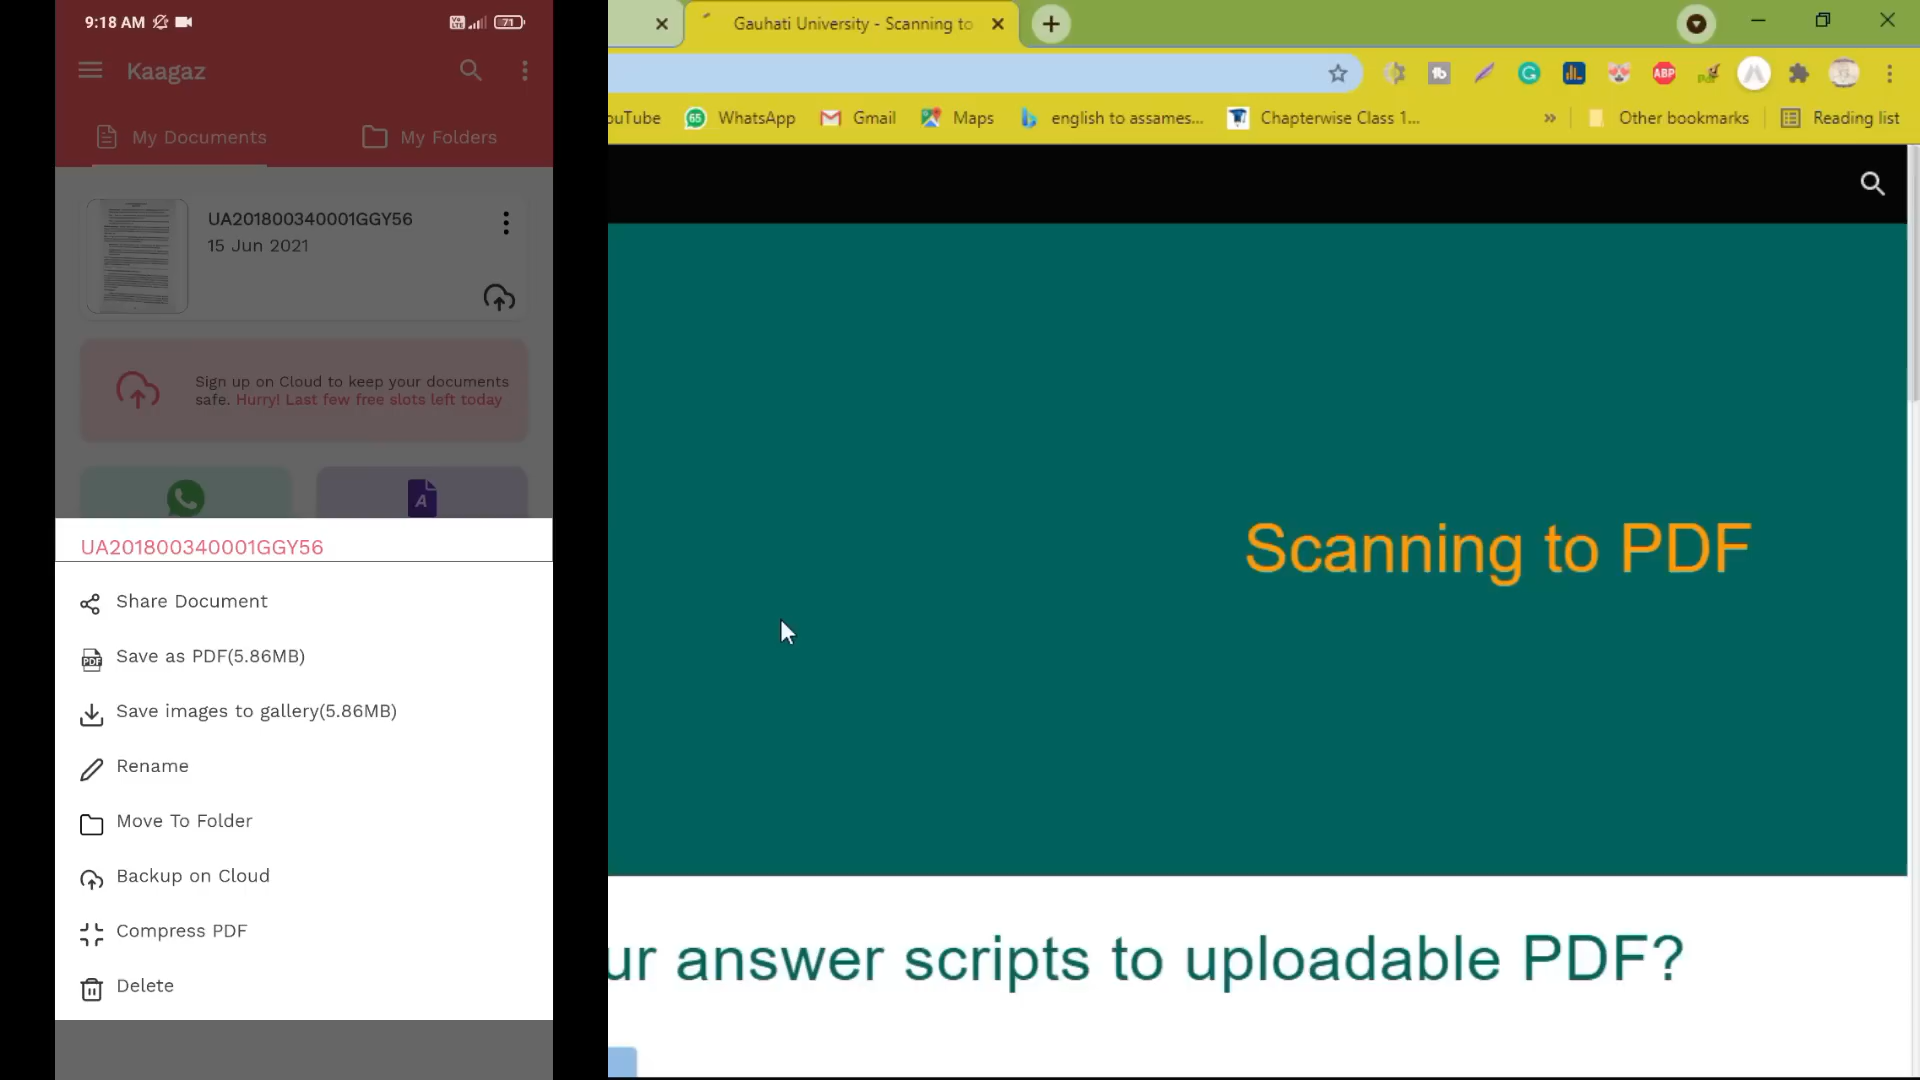 9:18 AM
71
Kaagaz
My Documents
My Folders
UA201800340001GGY56
15 Jun 2021
Sign up on Cloud to keep your documents
safe. Hurry! Last few free slots left today
A
UA201800340001GGY56
Share Document
Save as PDF(5.86MB)
Save images to gallery(5.86MB)
Rename
Move To Folder
Backup on Cloud
Compress PDF
Delete
Gauhati University - Scanning to
ABP
ouTube
65
WhatsApp
Gmail
Maps
english to assames...
Chapterwise Class 1...
»
Other bookmarks
Reading list
Scanning to PDF
ur answer scripts to uploadable PDF?